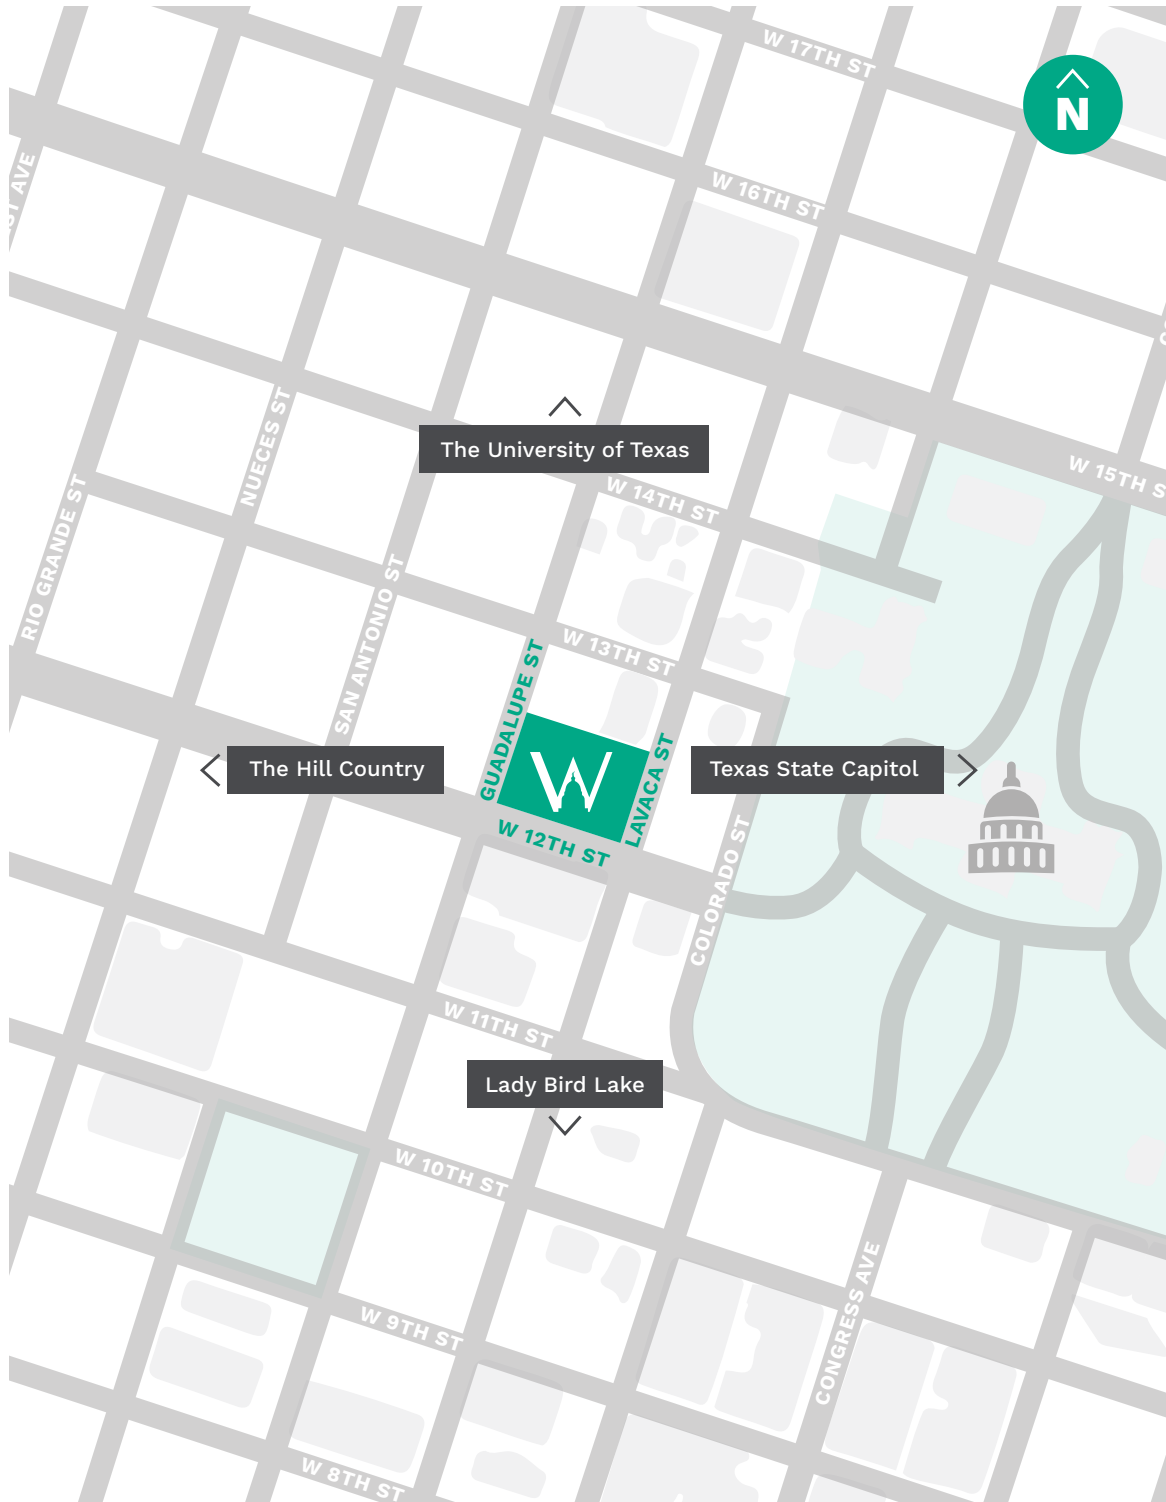 W 17TH ST
N
W 16TH ST
NUECES ST
The University of Texas
W 15TH S
RIO GRANDE ST
W 14TH ST
SAN ANTONIO ST
GUADALUPE ST
W 13TH ST
The Hill Country
W
LAVACA ST
Texas State Capitol
W 12TH ST
COLORADO ST
W 11TH ST
Lady Bird Lake
W 10TH ST
CONGRESS AVE
W 9TH ST
W 8TH ST